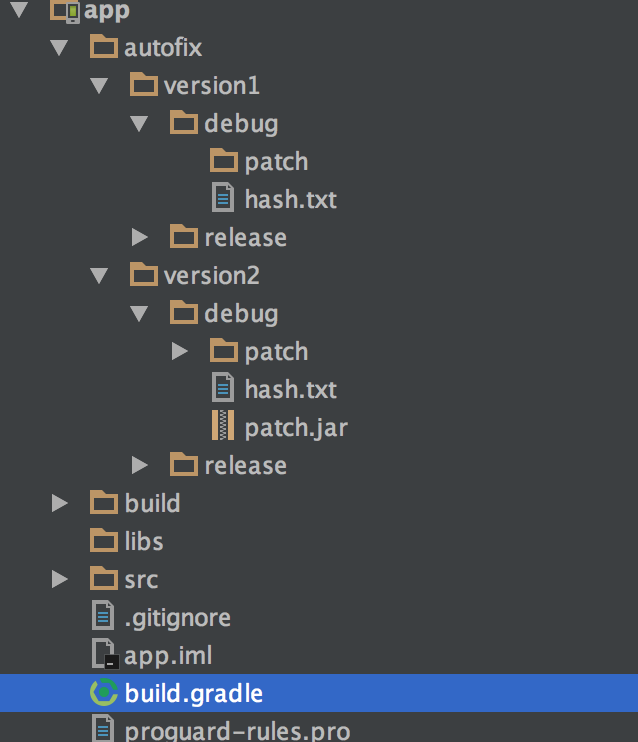 app
autofix
version1
debug
patch
hash.txt
release
version2
debug
patch
hash.txt
patch.jar
release
build
libs
src
.gitignore
app.iml
build.gradle
proguard-rules.pro